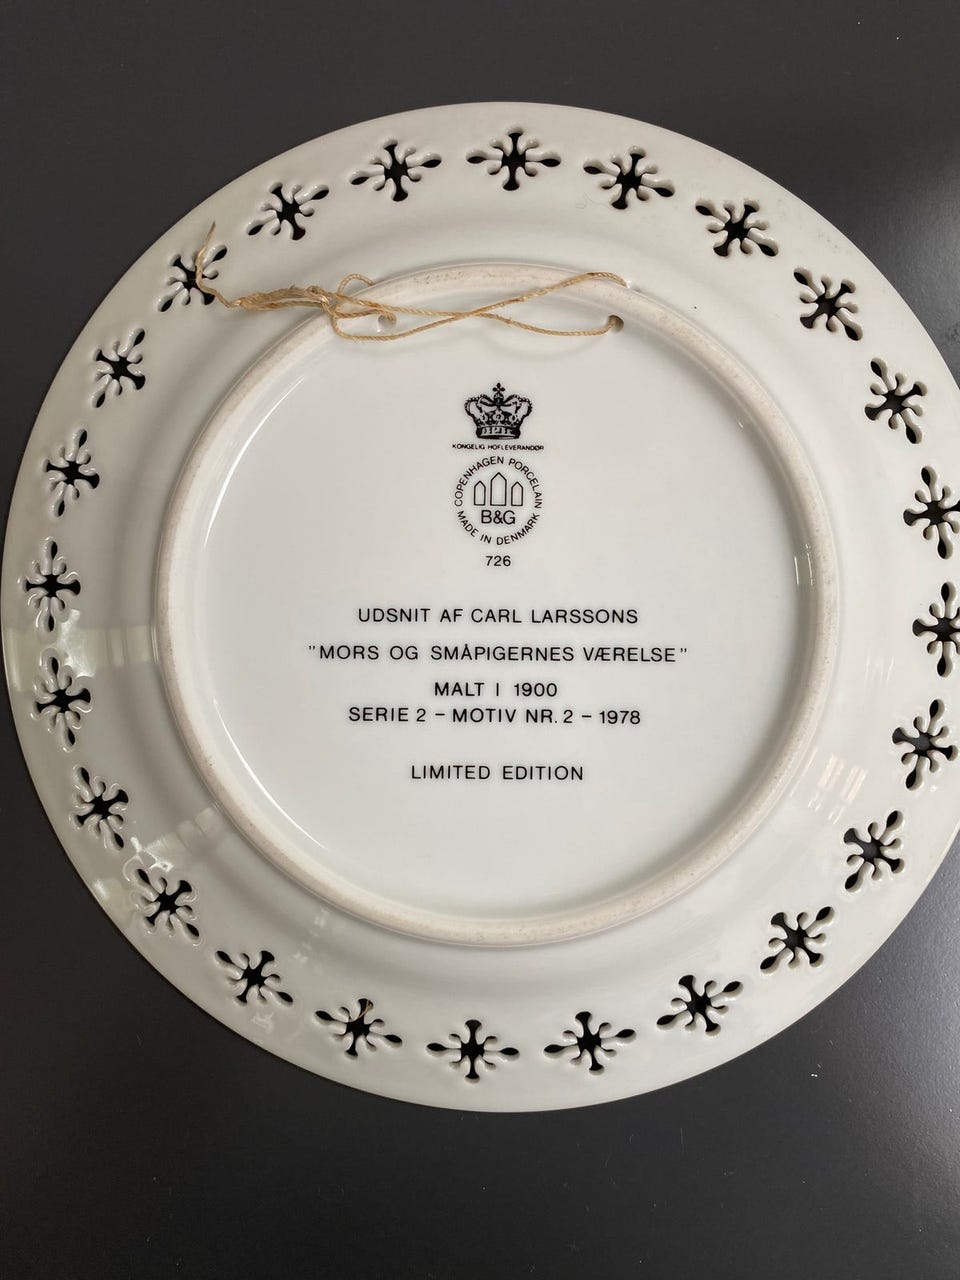 KONGELIG HOFLEVERANDØR
COPENHAGEN PORCELAIN
B&G
MADE IN DENMARK
726
UDSNIT AF CARL LARSSONS
"MORS OG SMÅPIGERNES VÆRELSE"
MALT I 1900
SERIE 2 – MOTIV NR. 2 – 1978
LIMITED EDITION